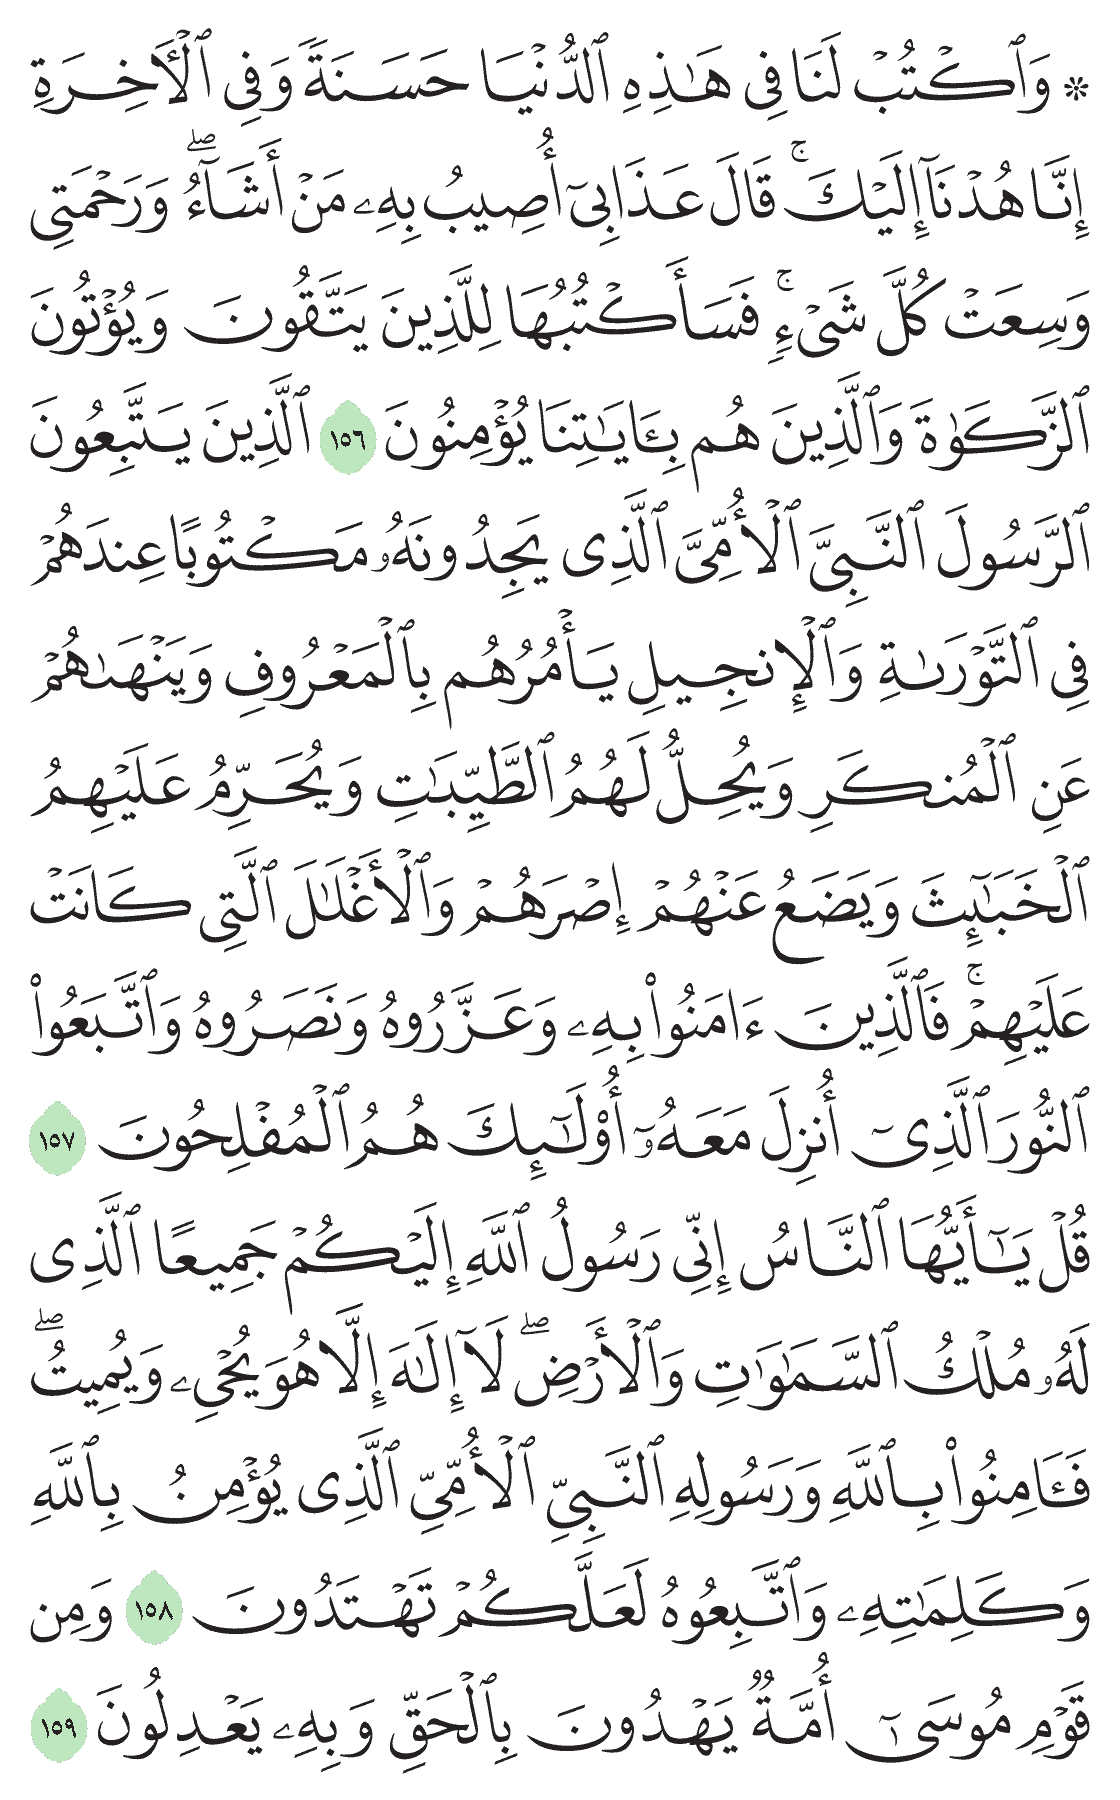 ۞ وَٱكۡتُبۡ لَنَا فِي هَٰذِهِ ٱلدُّنۡيَا حَسَنَةٗ وَفِي ٱلۡأٓخِرَةِ
إِنَّا هُدۡنَآ إِلَيۡكَۚ قَالَ عَذَابِيٓ أُصِيبُ بِهِۦ مَنۡ أَشَآءُۖ وَرَحۡمَتِي
وَسِعَتۡ كُلَّ شَيۡءٖۚ فَسَأَكۡتُبُهَا لِلَّذِينَ يَتَّقُونَ وَيُؤۡتُونَ
ٱلزَّكَوٰةَ وَٱلَّذِينَ هُم بِـَٔايَٰتِنَا يُؤۡمِنُونَ ١٥٦ ٱلَّذِينَ يَتَّبِعُونَ
ٱلرَّسُولَ ٱلنَّبِيَّ ٱلۡأُمِّيَّ ٱلَّذِي يَجِدُونَهُۥ مَكۡتُوبًا عِندَهُمۡ
فِي ٱلتَّوۡرَىٰةِ وَٱلۡإِنجِيلِ يَأۡمُرُهُم بِٱلۡمَعۡرُوفِ وَيَنۡهَىٰهُمۡ
عَنِ ٱلۡمُنكَرِ وَيُحِلُّ لَهُمُ ٱلطَّيِّبَٰتِ وَيُحَرِّمُ عَلَيۡهِمُ
ٱلۡخَبَٰٓئِثَ وَيَضَعُ عَنۡهُمۡ إِصۡرَهُمۡ وَٱلۡأَغۡلَٰلَ ٱلَّتِي كَانَتۡ
عَلَيۡهِمۡۚ فَٱلَّذِينَ ءَامَنُواْ بِهِۦ وَعَزَّرُوهُ وَنَصَرُوهُ وَٱتَّبَعُواْ
ٱلنُّورَ ٱلَّذِيٓ أُنزِلَ مَعَهُۥٓ أُوْلَٰٓئِكَ هُمُ ٱلۡمُفۡلِحُونَ ١٥٧
قُلۡ يَٰٓأَيُّهَا ٱلنَّاسُ إِنِّي رَسُولُ ٱللَّهِ إِلَيۡكُمۡ جَمِيعًا ٱلَّذِي
لَهُۥ مُلۡكُ ٱلسَّمَٰوَٰتِ وَٱلۡأَرۡضِۖ لَآ إِلَٰهَ إِلَّا هُوَ يُحۡيِۦ وَيُمِيتُۖ
فَـَٔامِنُواْ بِٱللَّهِ وَرَسُولِهِ ٱلنَّبِيِّ ٱلۡأُمِّيِّ ٱلَّذِي يُؤۡمِنُ بِٱللَّهِ
وَكَلِمَٰتِهِۦ وَٱتَّبِعُوهُ لَعَلَّكُمۡ تَهۡتَدُونَ ١٥٨ وَمِن
قَوۡمِ مُوسَىٰٓ أُمَّةٞ يَهۡدُونَ بِٱلۡحَقِّ وَبِهِۦ يَعۡدِلُونَ ١٥٩